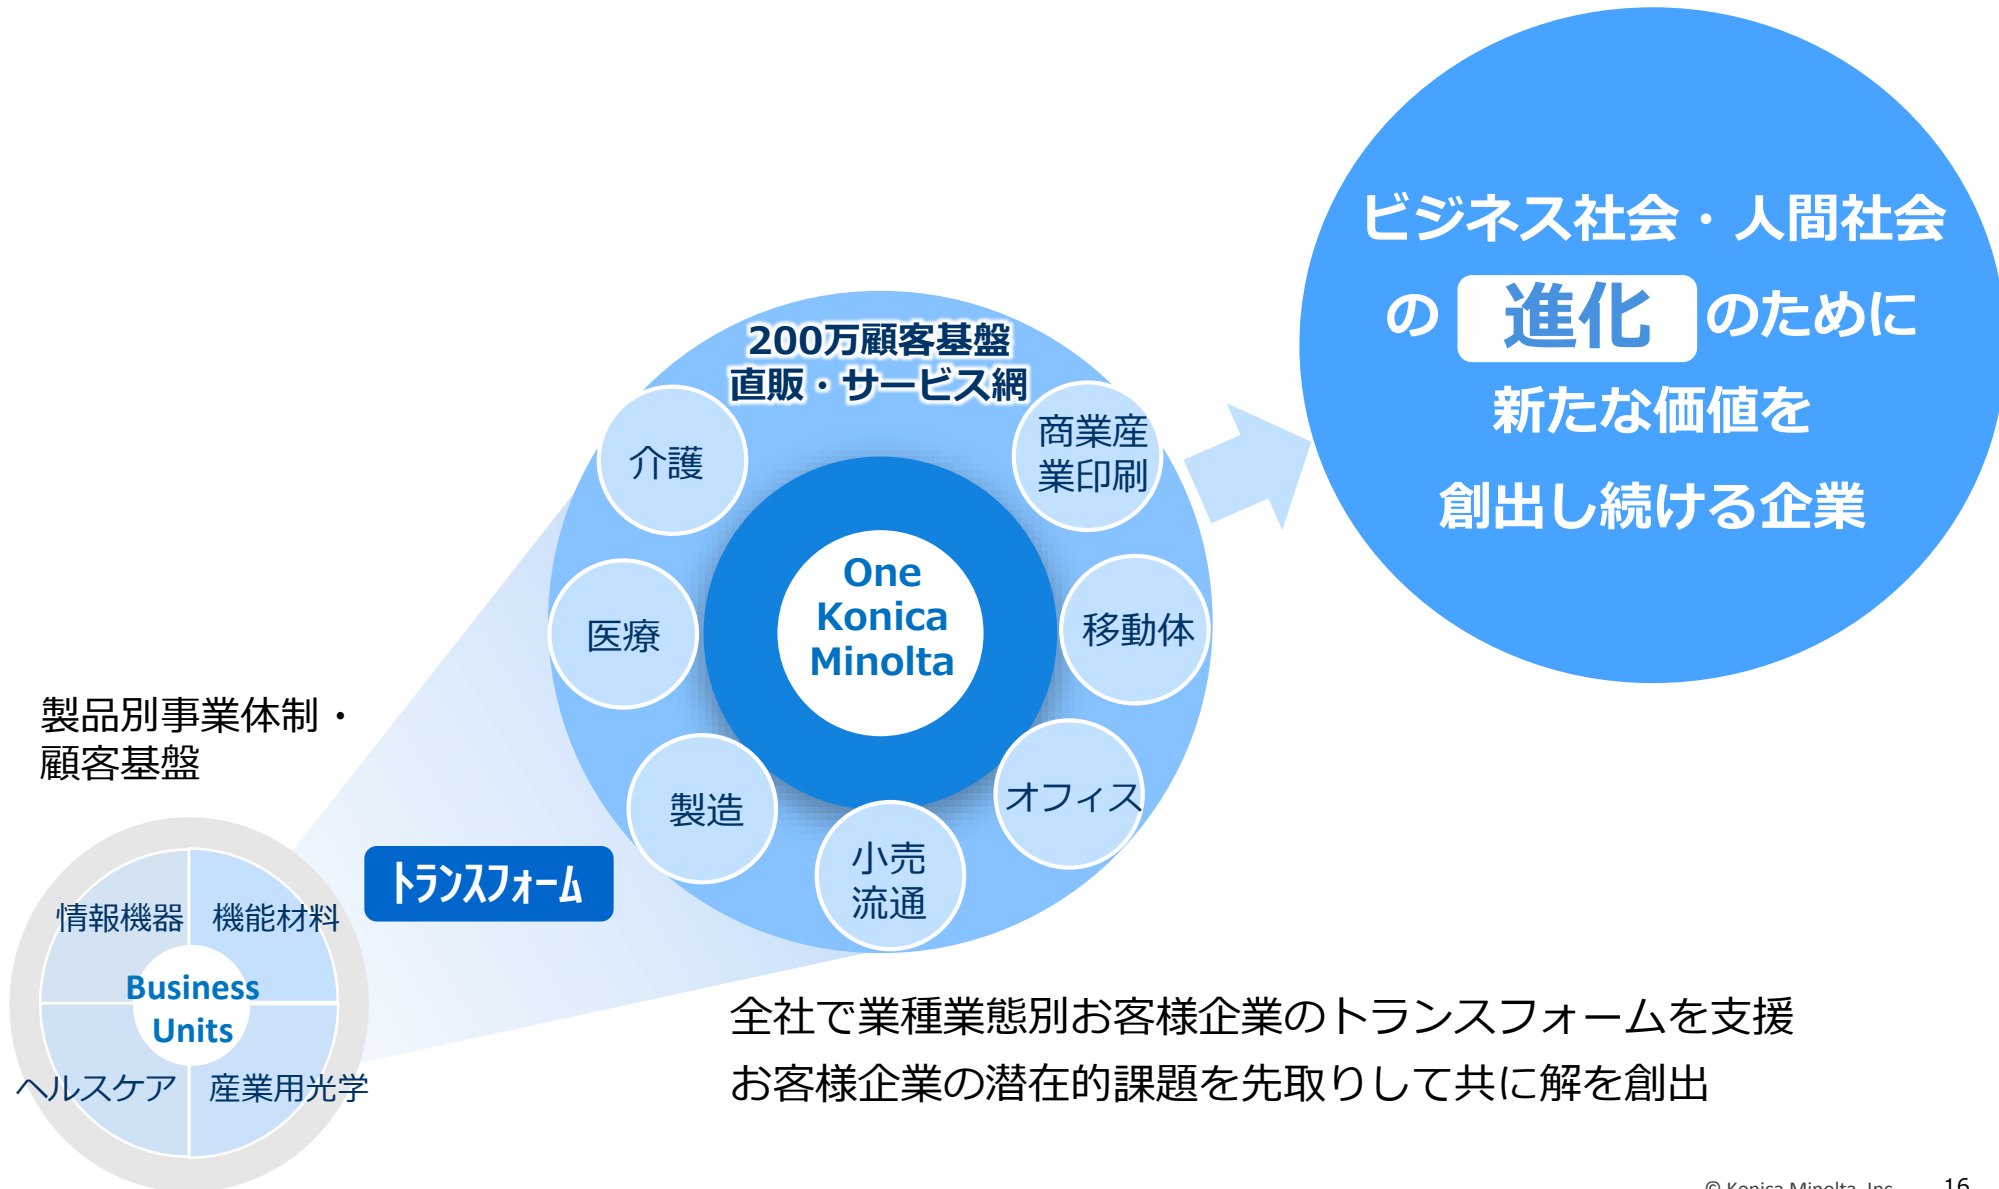 ビジネス社会・人間社会
の 進化 のために
新たな価値を
創出し続ける企業
200万顧客基盤
直販・サービス網
介護
商業産
業印刷
One
Konica
Minolta
医療
移動体
製造
オフィス
小売
流通
製品別事業体制・
顧客基盤
トランスフォーム
情報機器
機能材料
Business
Units
ヘルスケア
産業用光学
全社で業種業態別お客様企業のトランスフォームを支援
お客様企業の潜在的課題を先取りして共に解を創出
© Konica Minolta, Inc. 16